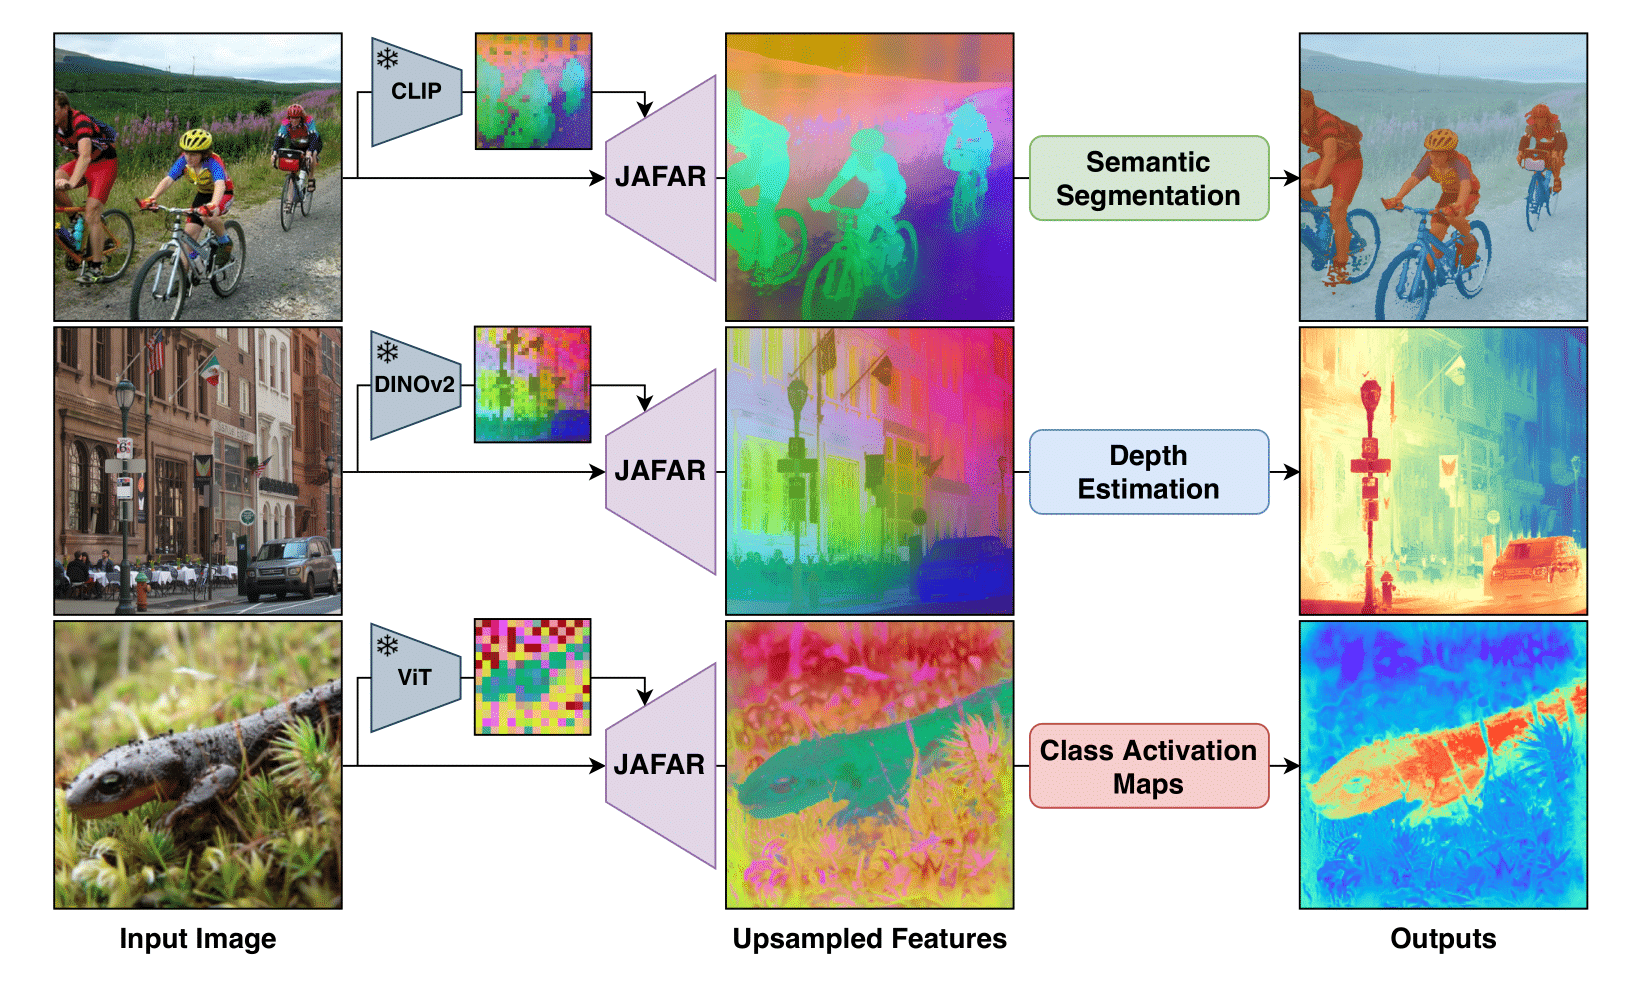 CLIP
JAFAR
Semantic
Segmentation
DINOv2
JAFAR
Depth
Estimation
ViT
JAFAR
Class Activation
Maps
Input Image
Upsampled Features
Outputs